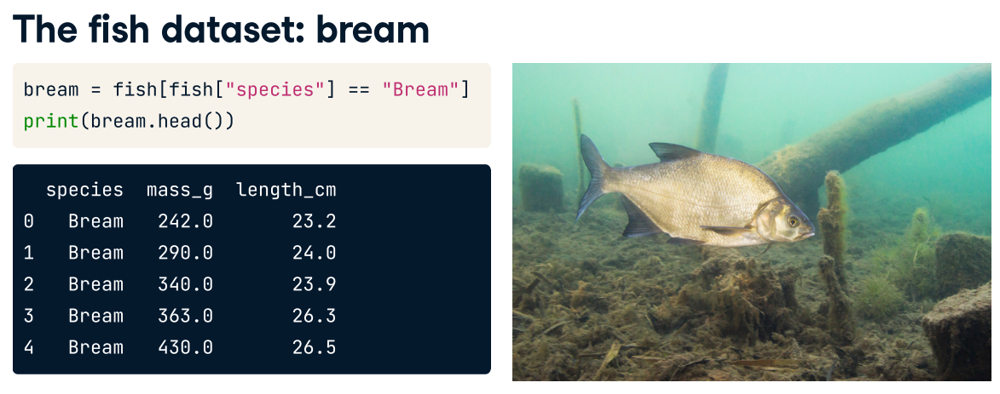 The fish dataset: bream
bream = fish[fish["species"] == "Bream"]
print(bream.head())
species mass_g length_cm
0 Bream 242.0 23.2
1 Bream 290.0 24.0
2 Bream 340.0 23.9
3 Bream 363.0 26.3
4 Bream 430.0 26.5